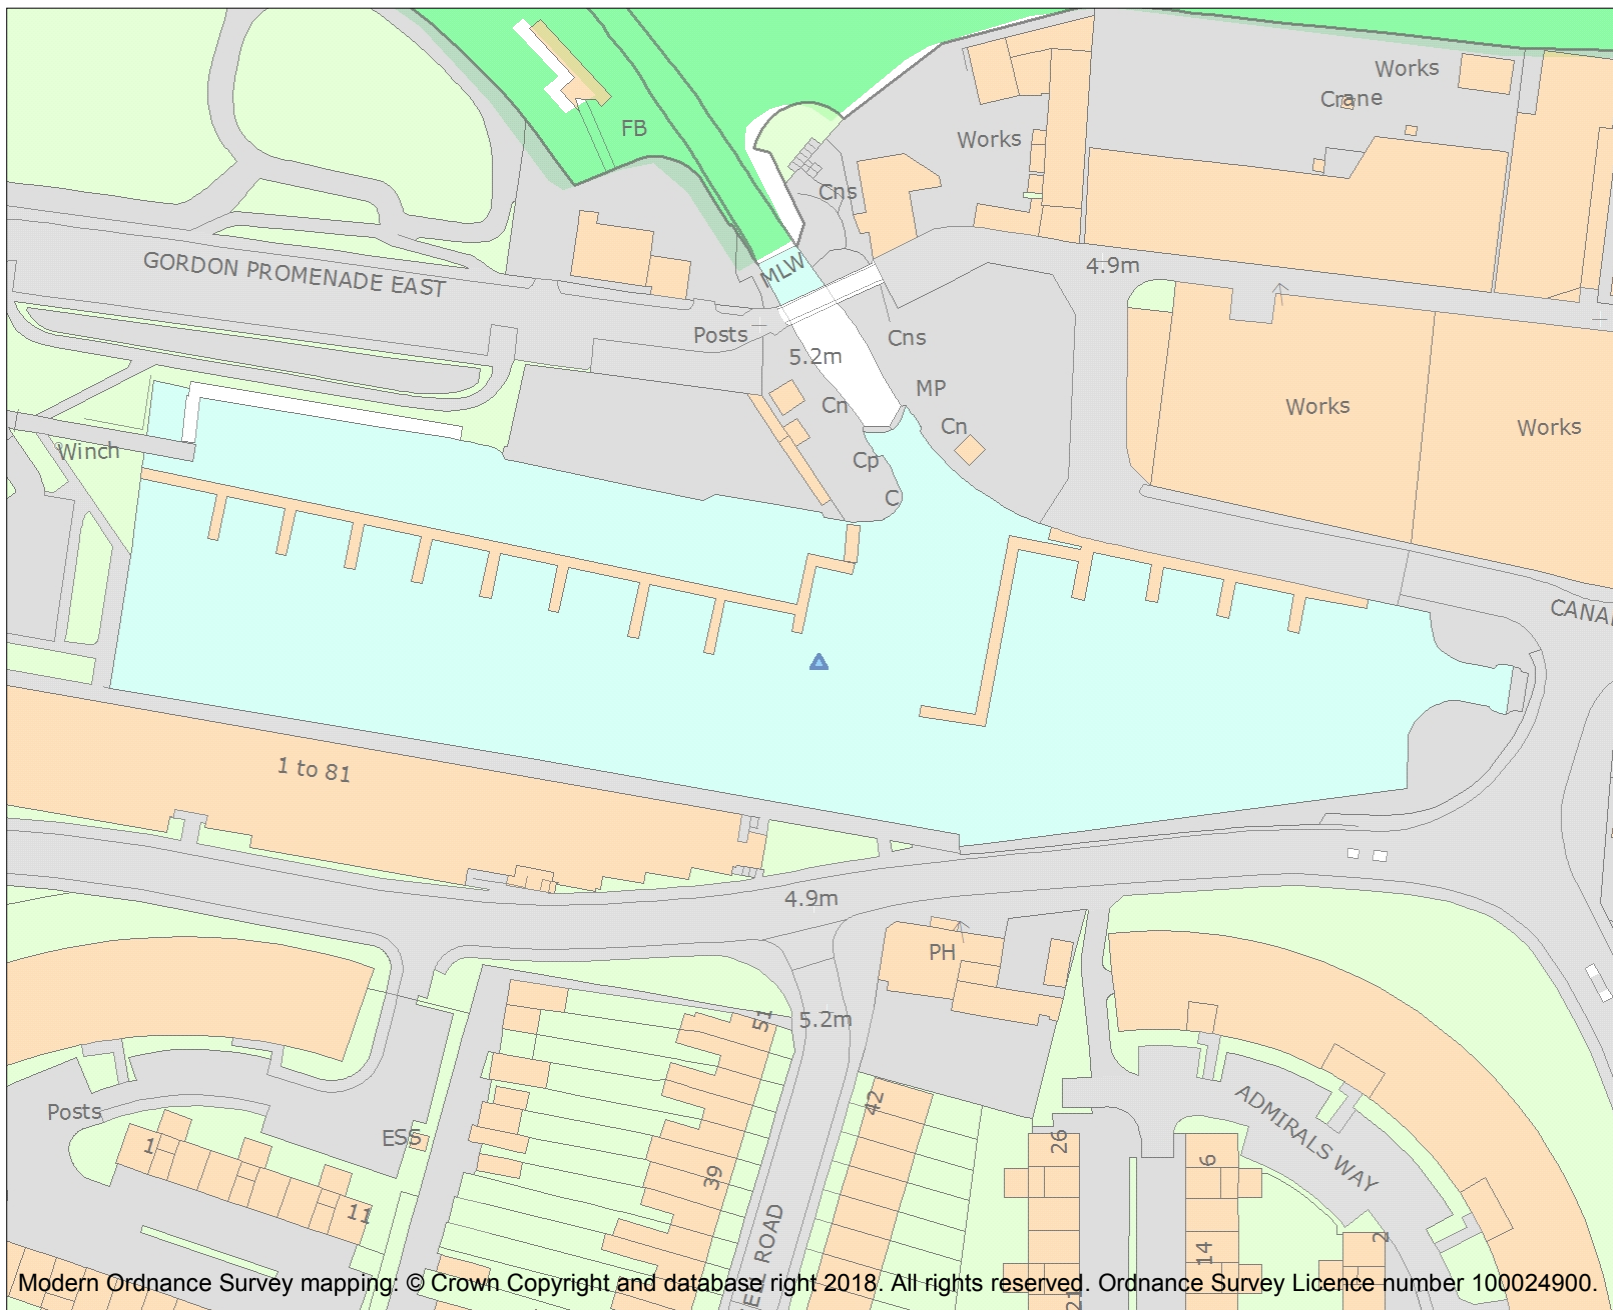 Works
Crane
FB
Works
Cns
GORDON PROMENADE EAST
MLW
4.9m
Posts
Cns
5.2m
MP
Cn
Works
Cn
Works
Winch
Cp
C
CANAL
1 to 81
4.9m
PH
51
5.2m
42
ADMIRALS WAY
Posts
1
ESS
39
26
6
11
ROAD
14
2
21
Modern Ordnance Survey mapping: © Crown Copyright and database right 2018. All rights reserved. Ordnance Survey Licence number 100024900.